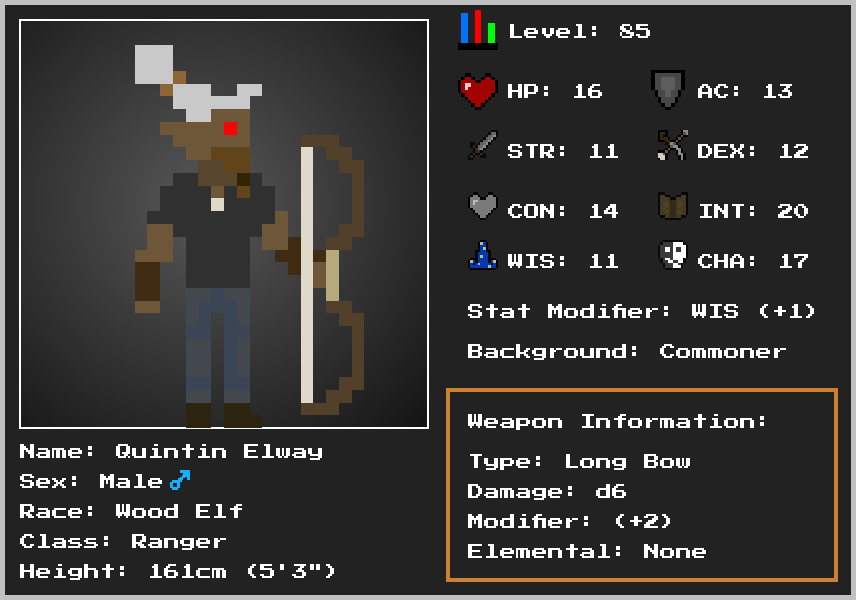 Level: 85
HP: 16
AC: 13
STR: 11
DEX: 12
CON: 14
INT: 20
WIS: 11
CHA: 17
Stat Modifier: WIS (+1)
Background: Commoner
Weapon Information:
Type: Long Bow
Damage: d6
Modifier: (+2)
Elemental: None
Name: Quintin Elway
Sex: Male♂
Race: Wood Elf
Class: Ranger
Height: 161cm (5'3")